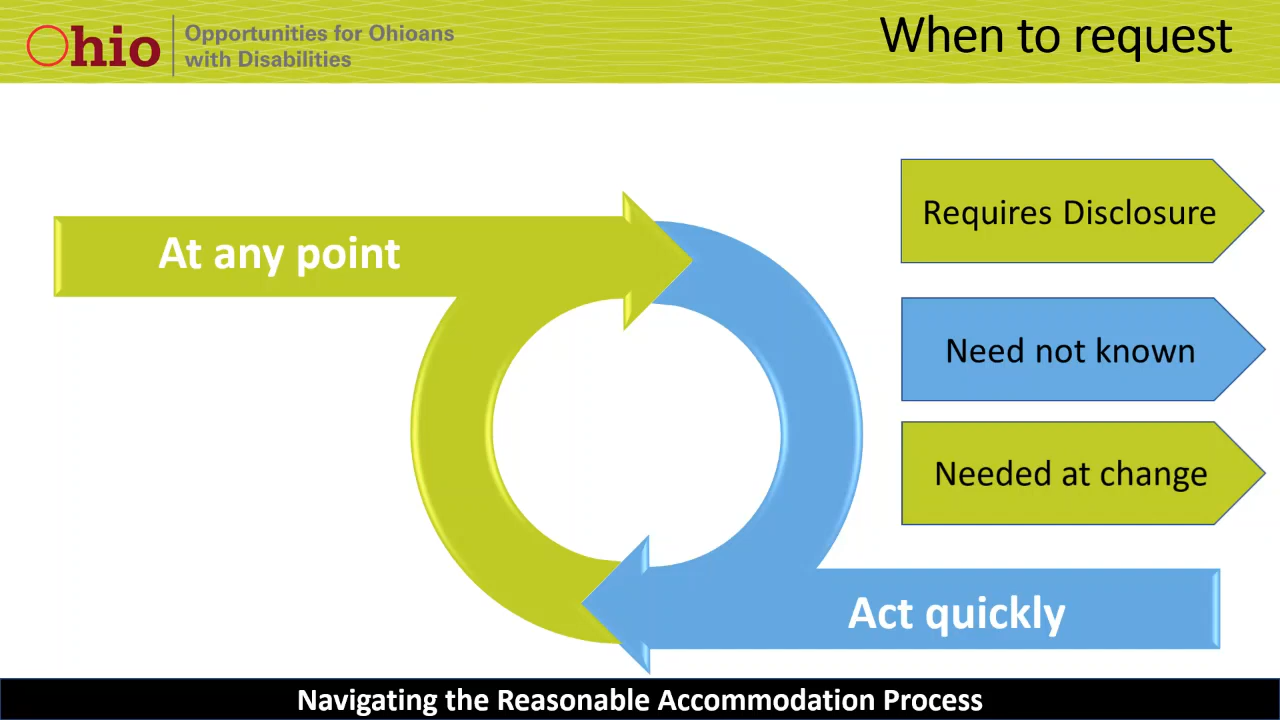 Ohio
Opportunities for Ohioans
with Disabilities
When to request
At any point
Requires Disclosure
Need not known
Needed at change
Act quickly
Navigating the Reasonable Accommodation Process